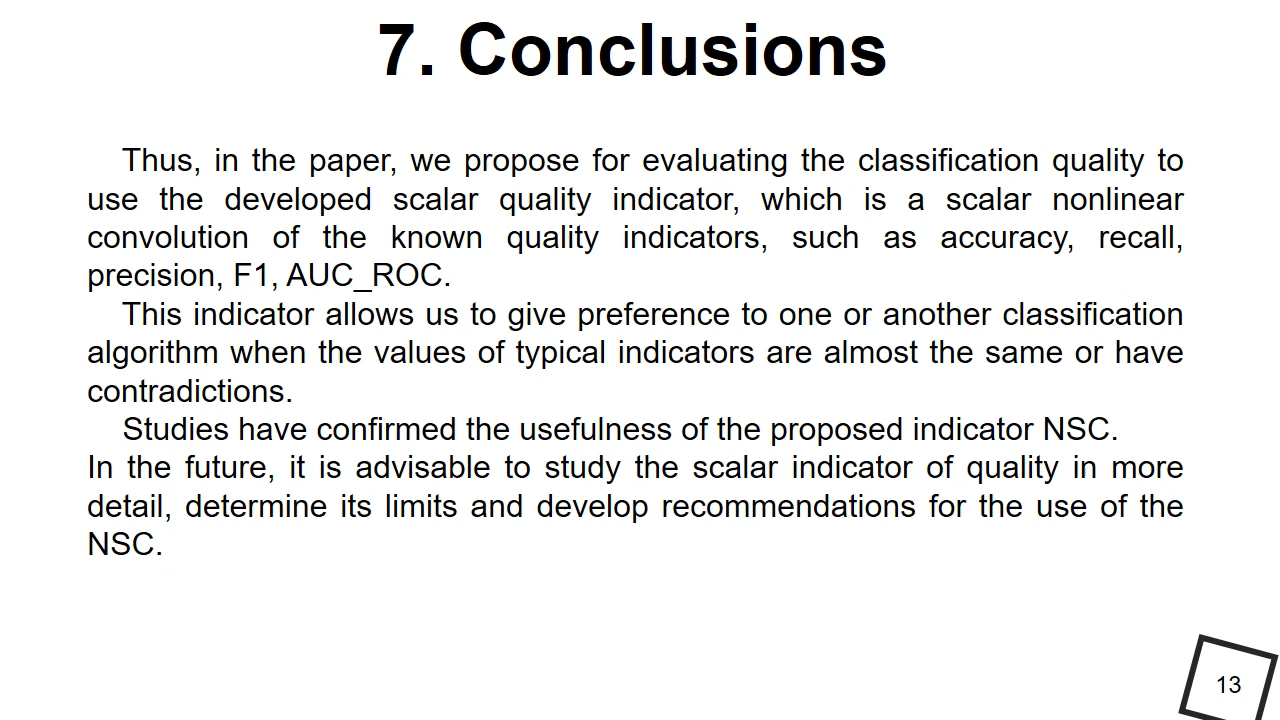 7. Conclusions
Thus, in the paper, we propose for evaluating the classification quality to
use the developed scalar quality indicator, which is a scalar nonlinear
convolution of the known quality indicators, such as accuracy, recall,
precision, F1, AUC_ROC.
This indicator allows us to give preference to one or another classification
algorithm when the values of typical indicators are almost the same or have
contradictions.
Studies have confirmed the usefulness of the proposed indicator NSC.
In the future, it is advisable to study the scalar indicator of quality in more
detail, determine its limits and develop recommendations for the use of the
NSC.
13